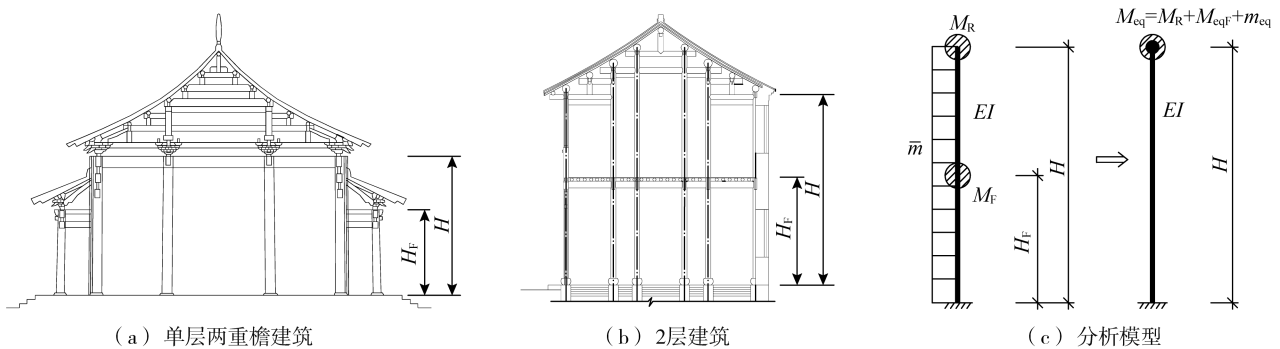 H
H_F
(a) 单层两重檐建筑
H
H_F
(b) 2层建筑
M_R
EI
m̅
M_F
H
H_F
M_eq=M_R+M_eqF+m_eq
EI
H
(c) 分析模型